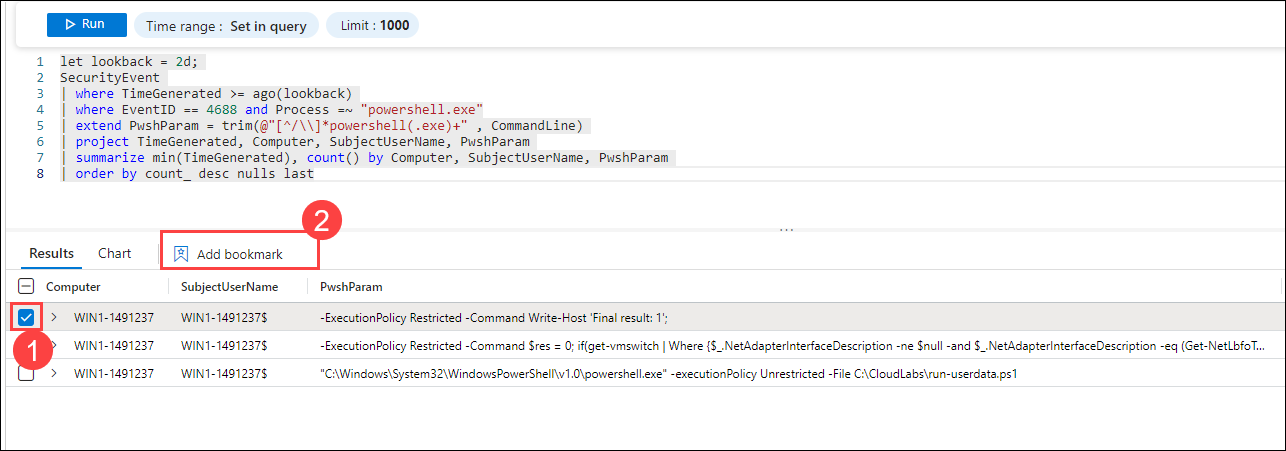 Run
Time range : Set in query
Limit : 1000
1 let lookback = 2d;
2 SecurityEvent
3 | where TimeGenerated >= ago(lookback)
4 | where EventID == 4688 and Process =~ "powershell.exe"
5 | extend PwshParam = trim(@"[^/\\]*powershell(.exe)+" , CommandLine)
6 | project TimeGenerated, Computer, SubjectUserName, PwshParam
7 | summarize min(TimeGenerated), count() by Computer, SubjectUserName, PwshParam
8 | order by count_ desc nulls last
2
Results Chart Add bookmark
Computer SubjectUserName PwshParam
WIN1-1491237 WIN1-1491237$ -ExecutionPolicy Restricted -Command Write-Host 'Final result: 1';
1
WIN1-1491237 WIN1-1491237$ -ExecutionPolicy Restricted -Command $res = 0; if(get-vmswitch | Where {$_.NetAdapterInterfaceDescription -ne $null -and $_.NetAdapterInterfaceDescription -eq (Get-NetLbfoT...
WIN1-1491237 WIN1-1491237$ "C:\Windows\System32\WindowsPowerShell\v1.0\powershell.exe" -executionPolicy Unrestricted -File C:\CloudLabs\run-userdata.ps1